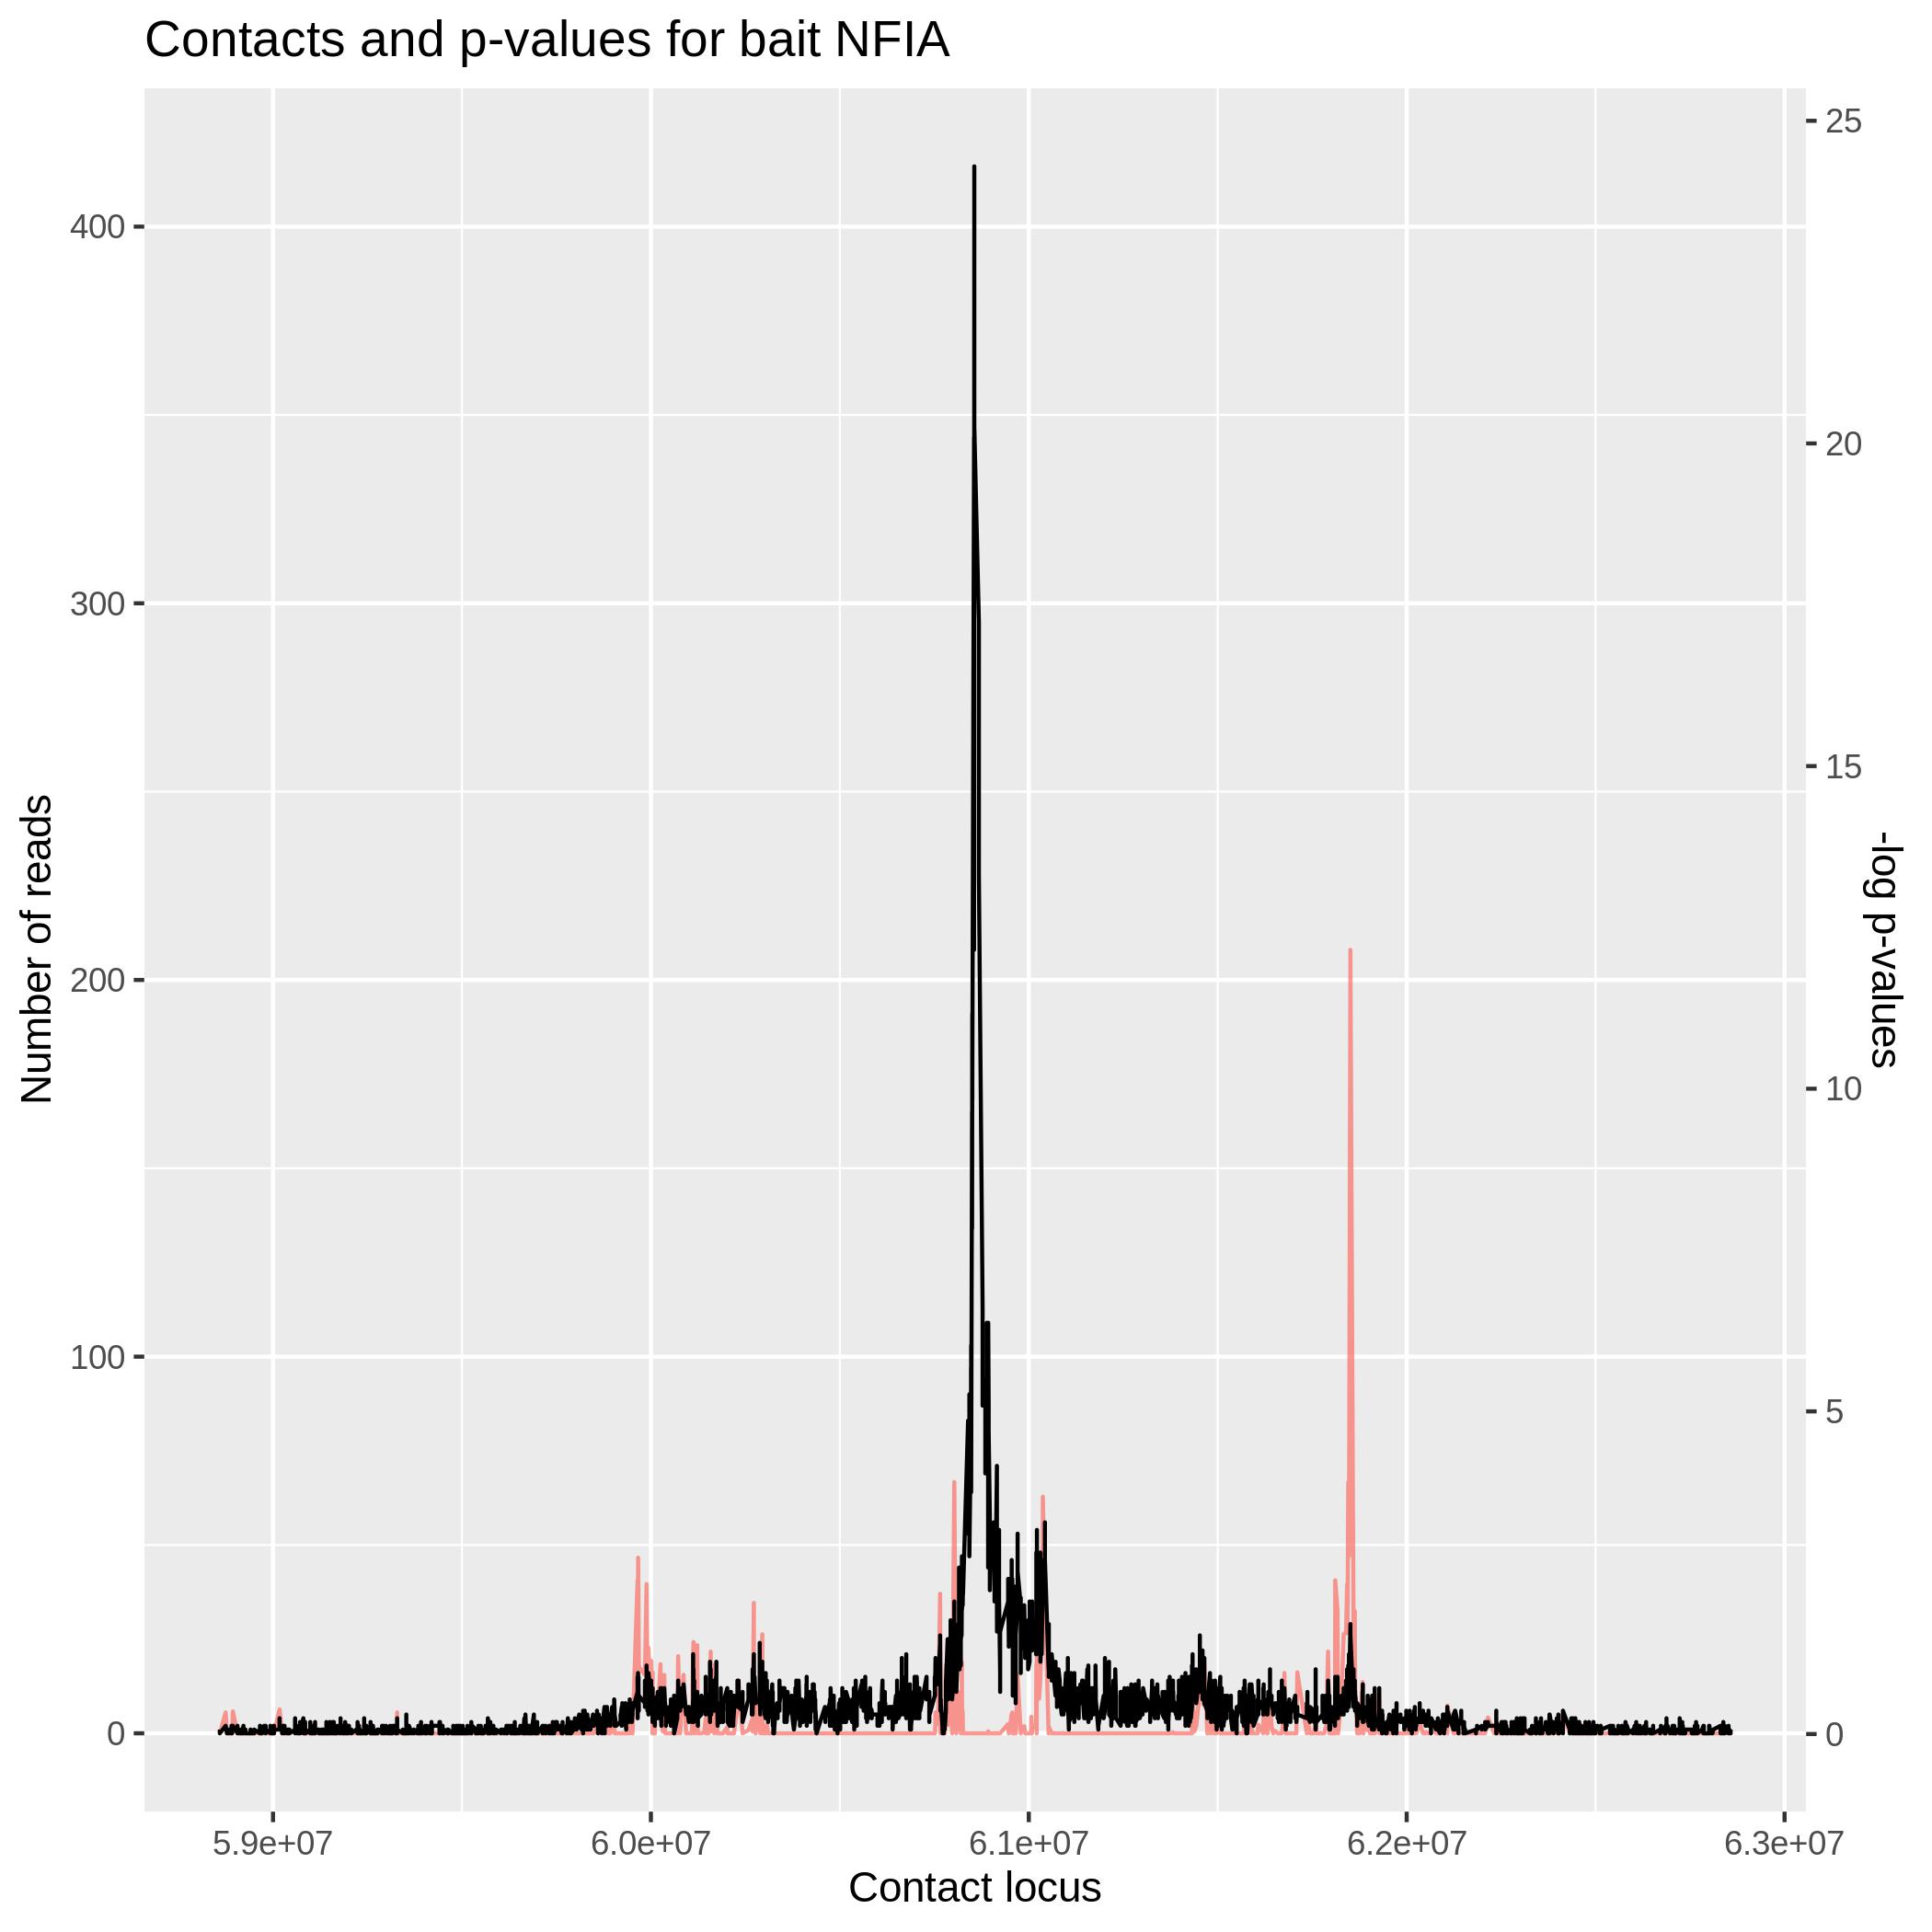 Contacts and p-values for bait NFIA
400
300
200
100
0
Number of reads
25
20
15
10
5
0
-log p-values
5.9e+07
6.0e+07
6.1e+07
6.2e+07
6.3e+07
Contact locus